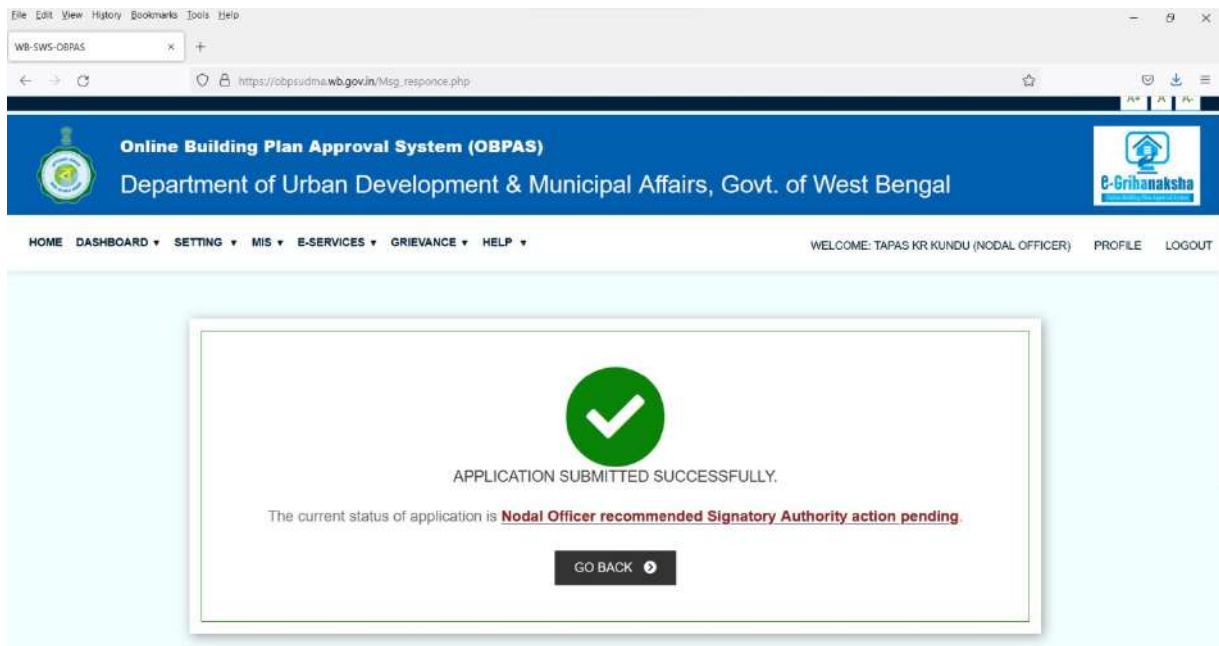 File Edit View History Bookmarks Tools Help
WB-SWS-OBPAS × +
https://obpsudma.wb.gov.in/Msg_responce.php
A+ A A-
Online Building Plan Approval System (OBPAS)
Department of Urban Development & Municipal Affairs, Govt. of West Bengal
e-Grihanaksha
HOME DASHBOARD ▾ SETTING ▾ MIS ▾ E-SERVICES ▾ GRIEVANCE ▾ HELP ▾ WELCOME: TAPAS KR KUNDU (NODAL OFFICER) PROFILE LOGOUT
APPLICATION SUBMITTED SUCCESSFULLY.
The current status of application is Nodal Officer recommended Signatory Authority action pending.
GO BACK